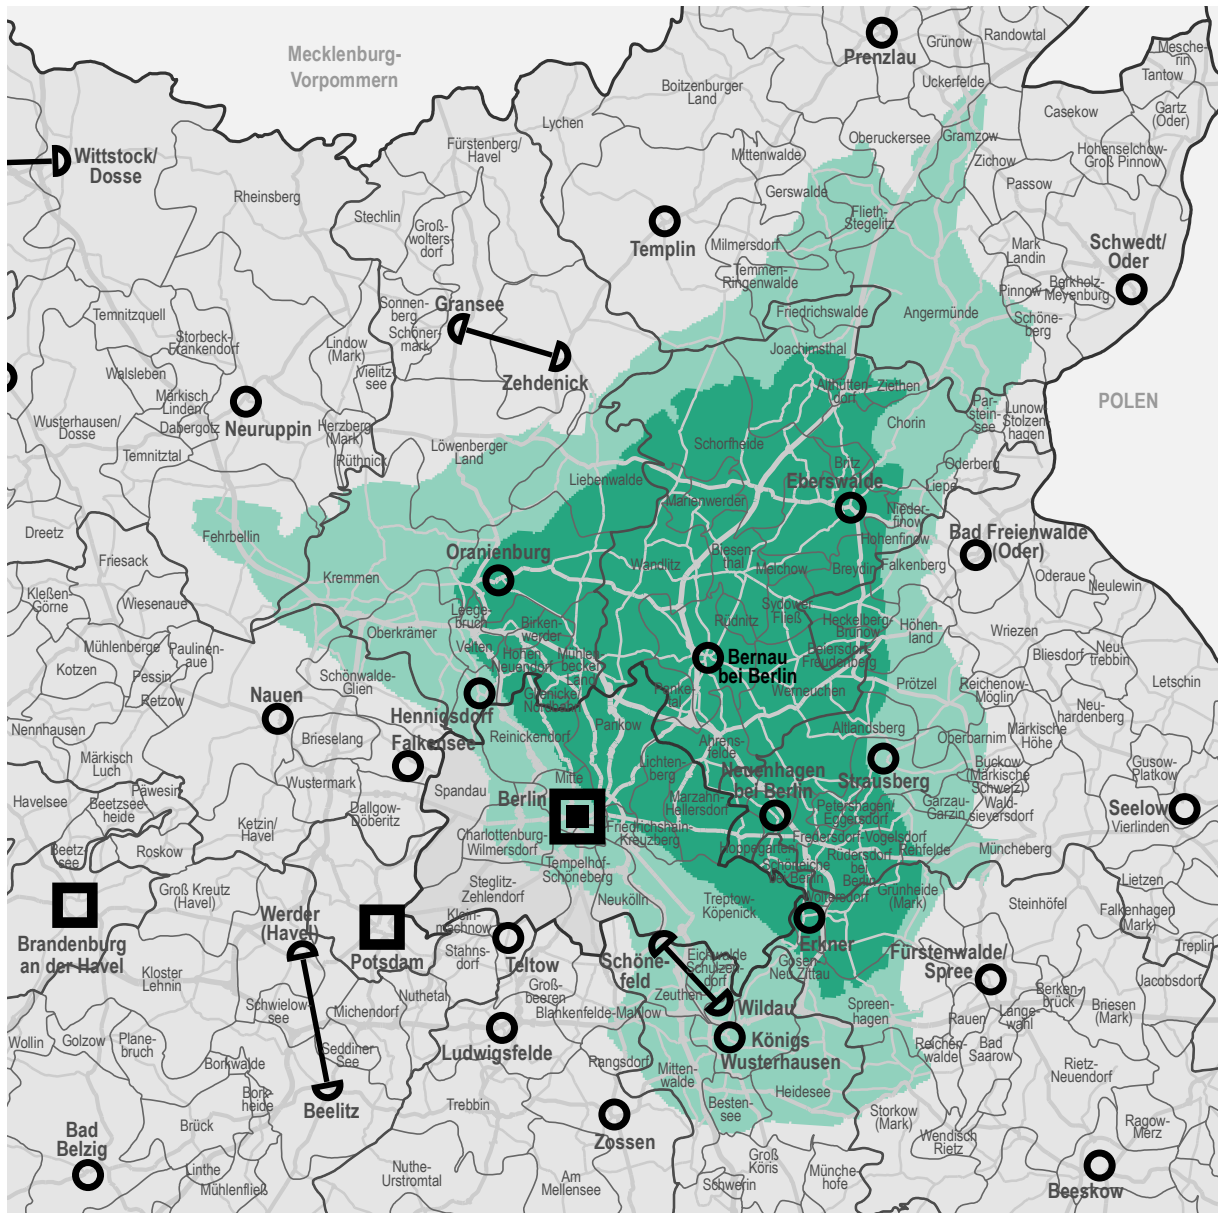 Mecklenburg-
Vorpommern
Prenzlau
Grünow
Randowtal
Uckerfelde
Mesche-
rin
Tantow
Boitzenburger
Land
Casekow
Gartz
(Oder)
Lychen
Fürstenberg/
Havel
Oberuckersee
Gramzow
Mittenwalde
Zichow
Hohenselchow-
Groß Pinnow
Wittstock/
Dosse
Rheinsberg
Gerswalde
Passow
Stechlin
Groß-
wolters-
dorf
Templin
Flieth-
Stegelitz
Milmersdorf
Mark
Landin
Schwedt/
Oder
Temmen-
Ringenwalde
Pinnow
Berkholz-
Meyenburg
Sonnen-
berg
Gransee
Schöner-
mark
Temnitzquell
Storbeck-
Frankendorf
Lindow
(Mark)
Friedrichswalde
Angermünde
Schöne-
berg
Joachimsthal
Walsleben
Vielitz-
see
Zehdenick
Althütten-
dorf
Ziethen
Märkisch
Linden
Dabergotz
Neuruppin
Wusterhausen/
Dosse
Temnitztal
Herzberg
(Mark)
Rüthnick
Löwenberger
Land
Chorin
Par-
stein-
see
Lunow-
Stolzen-
hagen
POLEN
Schorfheide
Britz
Oderberg
Liebenwalde
Eberswalde
Liepe
Marienwerder
Nieder-
finow
Hohenfinow
Fehrbellin
Dreetz
Bad Freienwalde
(Oder)
Oranienburg
Biesen-
thal
Wandlitz
Melchow
Breydin
Falkenberg
Friesack
Kremmen
Oderaue
Neulewin
Kleßen-
Görne
Wiesenaue
Leege-
bruch
Birken-
werder
Rüdnitz
Sydower
Fließ
Heckelberg-
Brunow
Höhen-
land
Wriezen
Oberkrämer
Velten
Hohen
Neuendorf
Mühlen-
becker
Land
Bernau
bei Berlin
Beiersdorf-
Freudenberg
Mühlenberge
Paulinen-
aue
Bliesdorf
Neu-
trebbin
Kotzen
Pessin
Retzow
Schönwalde-
Glien
Glienicke/
Nordbahn
Panke-
tal
Werneuchen
Prötzel
Reichenow-
Möglin
Letschin
Nauen
Hennigsdorf
Pankow
Neu-
hardenberg
Nennhausen
Brieselang
Falkensee
Reinickendorf
Ahrens-
felde
Altlandsberg
Oberbarnim
Märkische
Höhe
Märkisch
Luch
Wustermark
Mitte
Lichten-
berg
Neuenhagen
bei Berlin
Strausberg
Buckow
(Märkische
Schweiz)
Gusow-
Platkow
Havelsee
Päwesin
Beetzsee-
heide
Spandau
Berlin
Marzahn-
Hellersdorf
Petershagen/
Eggersdorf
Garzau-
Garzin
Wald-
sieversdorf
Seelow
Vierlinden
Dallgow-
Döberitz
Ketzin/
Havel
Charlottenburg-
Wilmersdorf
Friedrichshain-
Kreuzberg
Hoppegarten
Fredersdorf-Vogelsdorf
Rehfelde
Müncheberg
Beetz-
see
Roskow
Tempelhof-
Schöneberg
Schöneiche
bei Berlin
Rüdersdorf
bei
Berlin
Groß Kreutz
(Havel)
Steglitz-
Zehlendorf
Neukölln
Treptow-
Köpenick
Woltersdorf
Grünheide
(Mark)
Steinhöfel
Lietzen
Falkenhagen
(Mark)
Brandenburg
an der Havel
Werder
(Havel)
Potsdam
Klein-
machnow
Stahns-
dorf
Teltow
Schöne-
feld
Eichwalde
Schulzen-
dorf
Erkner
Gosen-
Neu Zittau
Fürstenwalde/
Spree
Treplin
Jacobsdorf
Kloster
Lehnin
Schwielow-
see
Michendorf
Nuthetal
Groß-
beeren
Blankenfelde-Mahlow
Zeuthen
Wildau
Spreen-
hagen
Rauen
Lange-
wahl
Berken-
brück
Briesen
(Mark)
Wollin
Golzow
Plane-
bruch
Borkwalde
Seddiner
See
Ludwigsfelde
Rangsdorf
Königs
Wusterhausen
Mitten-
walde
Reichen-
walde
Bad
Saarow
Rietz-
Neuendorf
Bork-
heide
Beelitz
Trebbin
Zossen
Besten-
see
Heidesee
Storkow
(Mark)
Wendisch
Rietz
Ragow-
Merz
Bad
Belzig
Brück
Linthe
Mühlenfließ
Nuthe-
Urstromtal
Am
Mellensee
Groß
Köris
Schwerin
Münche-
hofe
Beeskow